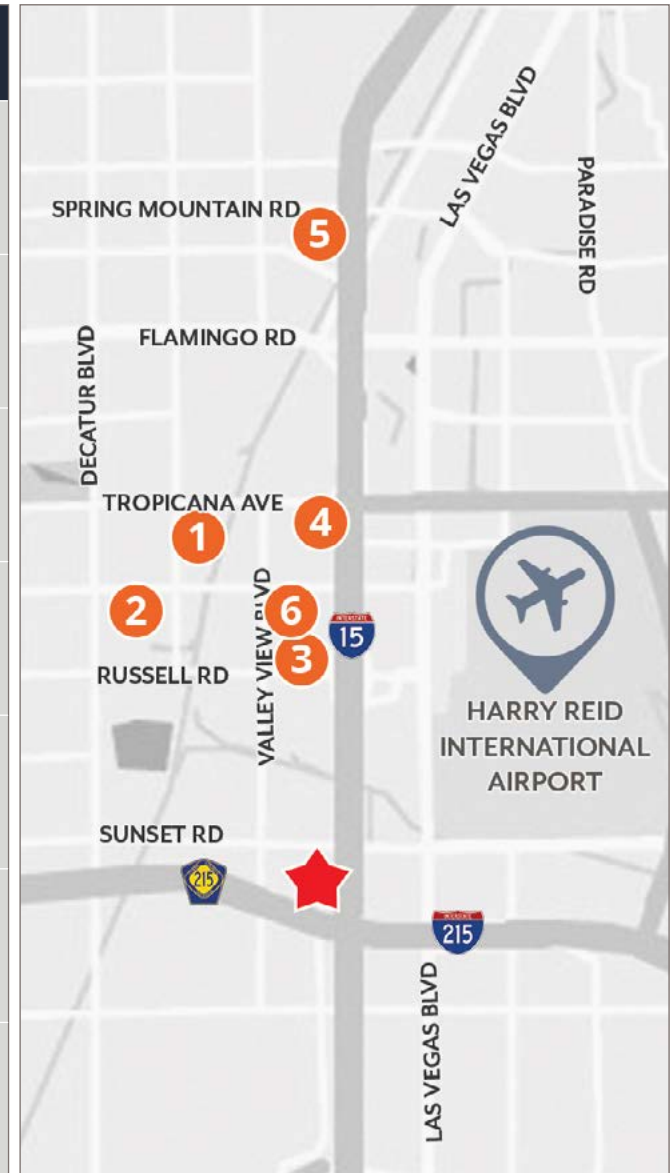 LAS VEGAS BLVD
PARADISE RD
SPRING MOUNTAIN RD
5
FLAMINGO RD
DECATUR BLVD
TROPICANA AVE
4
1
2
VALLEY VIEW BLVD
6
INTERSTATE
15
3
RUSSELL RD
HARRY REID
INTERNATIONAL
AIRPORT
SUNSET RD
215
INTERSTATE
215
LAS VEGAS BLVD